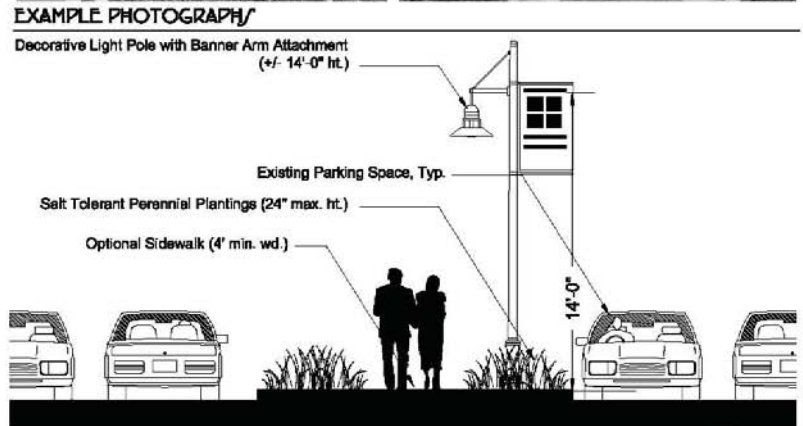 EXAMPLE PHOTOGRAPHS
Decorative Light Pole with Banner Arm Attachment
(+/- 14'-0" ht.)
Existing Parking Space, Typ.
Salt Tolerant Perennial Plantings (24" max. ht.)
Optional Sidewalk (4' min. wd.)
14'-0"